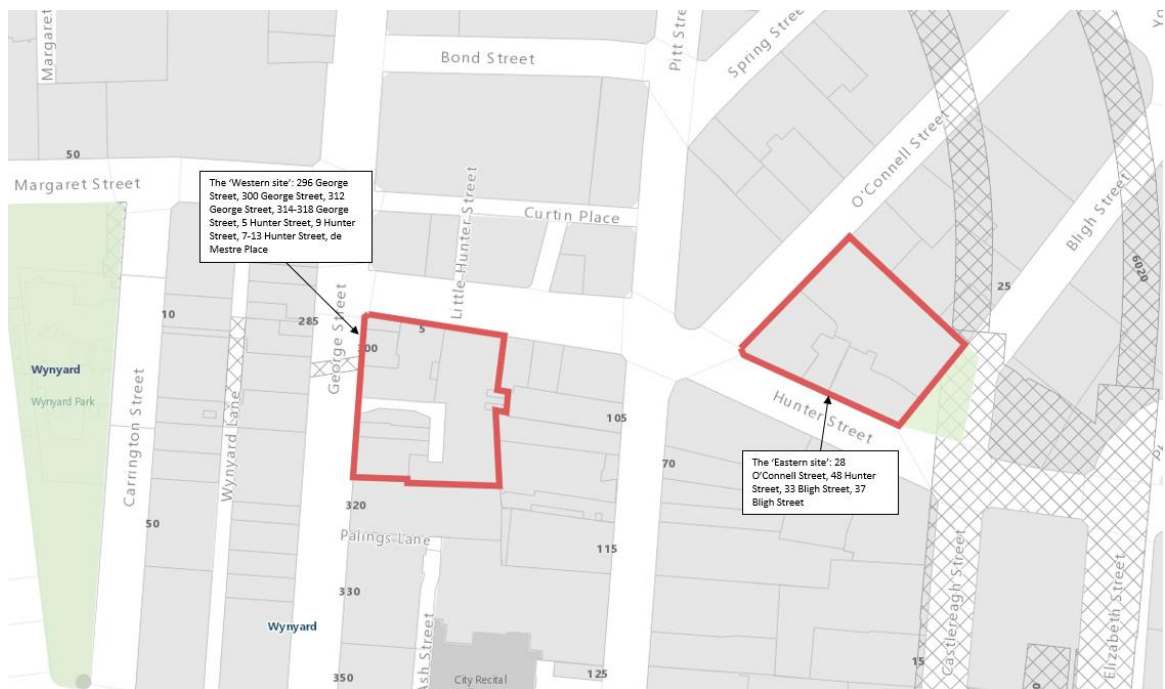 Margaret
Bond Street
Pitt Stre
Spring Street
50
Margaret Street
The 'Western site': 296 George
Street, 300 George Street, 312
George Street, 314-318 George
Street, 5 Hunter Street, 9 Hunter
Street, 7-13 Hunter Street, de
Mestre Place
Little Hunter Street
Curtin Place
O'Connell Street
Bligh Street
6020
25
10
285
George Street
300
5
Wynyard
Wynyard Park
Carrington Street
Wynyard Lane
105
Hunter Street
70
The 'Eastern site': 28
O'Connell Street, 48 Hunter
Street, 33 Bligh Street, 37
Bligh Street
320
50
Palings Lane
115
330
Wynyard
Ash Street
Castlereagh Street
Elizabeth Street
15
350
City Recital
125